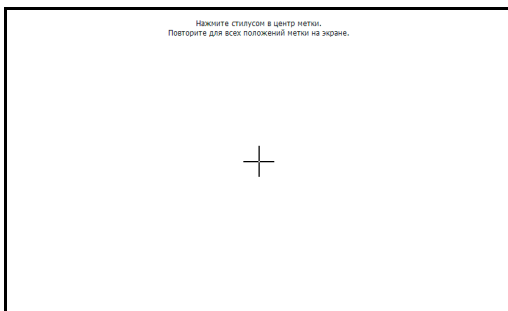 Нажмите стилусом в центр метки.
Повторите для всех положений метки на экране.